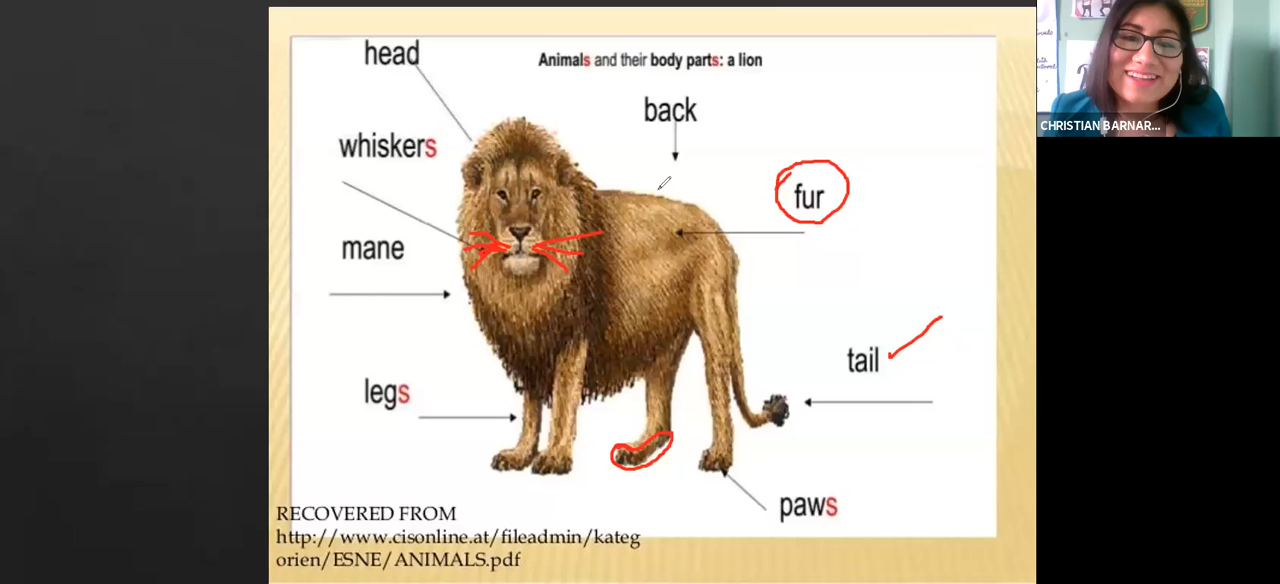 head
Animals and their body parts: a lion
back
whiskers
fur
mane
tail
legs
paws
RECOVERED FROM
http://www.cisonline.at/fileadmin/kateg
orien/ESNE/ANIMALS.pdf
CHRISTIAN BARNAR...